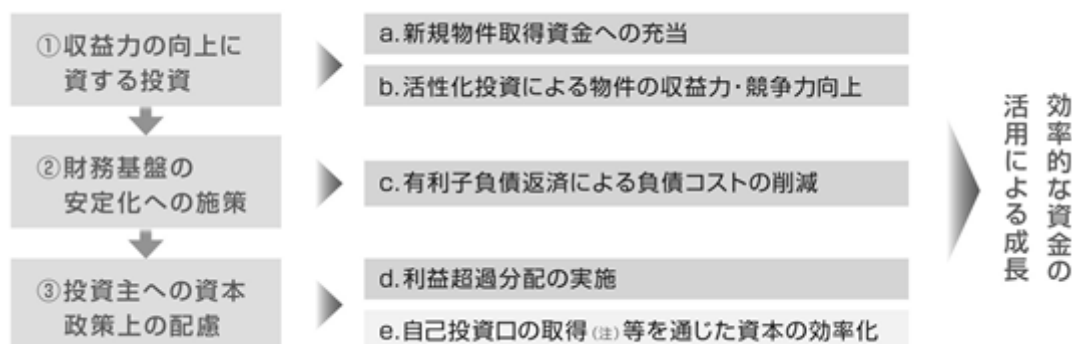 ①収益力の向上に
資する投資
a.新規物件取得資金への充当
b.活性化投資による物件の収益力・競争力向上
②財務基盤の
安定化への施策
c.有利子負債返済による負債コストの削減
③投資主への資本
政策上の配慮
d.利益超過分配の実施
e.自己投資口の取得(注)等を通じた資本の効率化
効率的な資金の
活用による成長